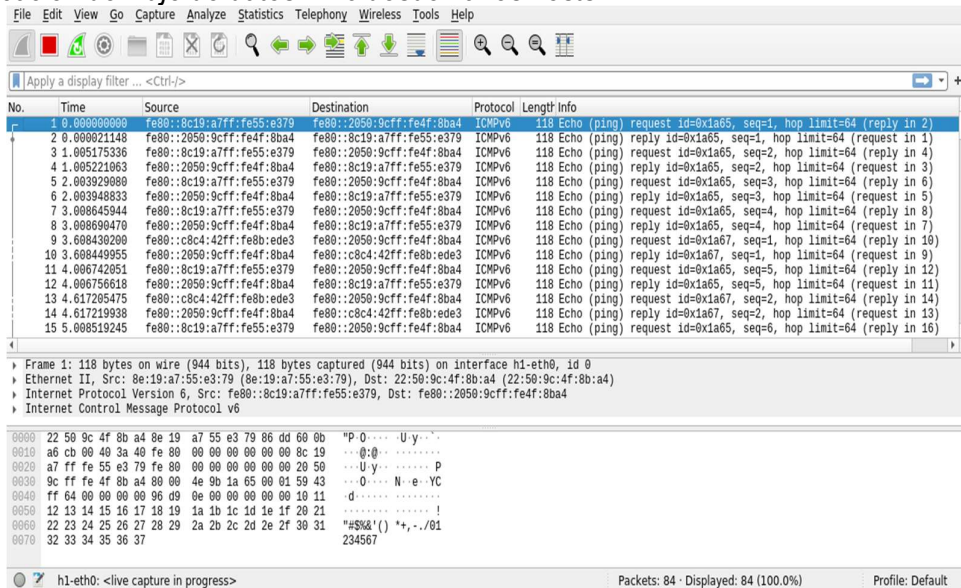 File Edit View Go Capture Analyze Statistics Telephony Wireless Tools Help
Apply a display filter ... <Ctrl-/>
No. Time Source Destination Protocol Length Info
1 0.000000000 fe80::8c19:a7ff:fe55:e379 fe80::2050:9cff:fe4f:8ba4 ICMPv6 118 Echo (ping) request id=0x1a65, seq=1, hop limit=64 (reply in 2)
2 0.000021148 fe80::2050:9cff:fe4f:8ba4 fe80::8c19:a7ff:fe55:e379 ICMPv6 118 Echo (ping) reply id=0x1a65, seq=1, hop limit=64 (request in 1)
3 1.005175336 fe80::8c19:a7ff:fe55:e379 fe80::2050:9cff:fe4f:8ba4 ICMPv6 118 Echo (ping) request id=0x1a65, seq=2, hop limit=64 (reply in 4)
4 1.005221063 fe80::2050:9cff:fe4f:8ba4 fe80::8c19:a7ff:fe55:e379 ICMPv6 118 Echo (ping) reply id=0x1a65, seq=2, hop limit=64 (request in 3)
5 2.003929080 fe80::8c19:a7ff:fe55:e379 fe80::2050:9cff:fe4f:8ba4 ICMPv6 118 Echo (ping) request id=0x1a65, seq=3, hop limit=64 (reply in 6)
6 2.003948833 fe80::2050:9cff:fe4f:8ba4 fe80::8c19:a7ff:fe55:e379 ICMPv6 118 Echo (ping) reply id=0x1a65, seq=3, hop limit=64 (request in 5)
7 3.008645944 fe80::8c19:a7ff:fe55:e379 fe80::2050:9cff:fe4f:8ba4 ICMPv6 118 Echo (ping) request id=0x1a65, seq=4, hop limit=64 (reply in 8)
8 3.008690470 fe80::2050:9cff:fe4f:8ba4 fe80::8c19:a7ff:fe55:e379 ICMPv6 118 Echo (ping) reply id=0x1a65, seq=4, hop limit=64 (request in 7)
9 3.608430200 fe80::c8c4:42ff:fe8b:ede3 fe80::2050:9cff:fe4f:8ba4 ICMPv6 118 Echo (ping) request id=0x1a67, seq=1, hop limit=64 (reply in 10)
10 3.608449955 fe80::2050:9cff:fe4f:8ba4 fe80::c8c4:42ff:fe8b:ede3 ICMPv6 118 Echo (ping) reply id=0x1a67, seq=1, hop limit=64 (request in 9)
11 4.006742051 fe80::8c19:a7ff:fe55:e379 fe80::2050:9cff:fe4f:8ba4 ICMPv6 118 Echo (ping) request id=0x1a65, seq=5, hop limit=64 (reply in 12)
12 4.006756618 fe80::2050:9cff:fe4f:8ba4 fe80::8c19:a7ff:fe55:e379 ICMPv6 118 Echo (ping) reply id=0x1a65, seq=5, hop limit=64 (request in 11)
13 4.617205475 fe80::c8c4:42ff:fe8b:ede3 fe80::2050:9cff:fe4f:8ba4 ICMPv6 118 Echo (ping) request id=0x1a67, seq=2, hop limit=64 (reply in 14)
14 4.617219938 fe80::2050:9cff:fe4f:8ba4 fe80::c8c4:42ff:fe8b:ede3 ICMPv6 118 Echo (ping) reply id=0x1a67, seq=2, hop limit=64 (request in 13)
15 5.008519245 fe80::8c19:a7ff:fe55:e379 fe80::2050:9cff:fe4f:8ba4 ICMPv6 118 Echo (ping) request id=0x1a65, seq=6, hop limit=64 (reply in 16)
Frame 1: 118 bytes on wire (944 bits), 118 bytes captured (944 bits) on interface h1-eth0, id 0
Ethernet II, Src: 8e:19:a7:55:e3:79 (8e:19:a7:55:e3:79), Dst: 22:50:9c:4f:8b:a4 (22:50:9c:4f:8b:a4)
Internet Protocol Version 6, Src: fe80::8c19:a7ff:fe55:e379, Dst: fe80::2050:9cff:fe4f:8ba4
Internet Control Message Protocol v6
0000 22 50 9c 4f 8b a4 8e 19 a7 55 e3 79 86 dd 60 0b "P·O···· ·U·y··`·
0010 a6 cb 00 40 3a 40 fe 80 00 00 00 00 00 00 8c 19 ···@:@·· ········
0020 a7 ff fe 55 e3 79 fe 80 00 00 00 00 00 00 20 50 ···U·y·· ······ P
0030 9c ff fe 4f 8b a4 80 00 4e 9b 1a 65 00 01 59 43 ···O···· N··e··YC
0040 ff 64 00 00 00 00 96 d9 0e 00 00 00 00 00 10 11 ·d······ ········
0050 12 13 14 15 16 17 18 19 1a 1b 1c 1d 1e 1f 20 21 ········ ······ !
0060 22 23 24 25 26 27 28 29 2a 2b 2c 2d 2e 2f 30 31 "#$%&'() *+,-./01
0070 32 33 34 35 36 37 234567
h1-eth0: <live capture in progress> Packets: 84 · Displayed: 84 (100.0%) Profile: Default